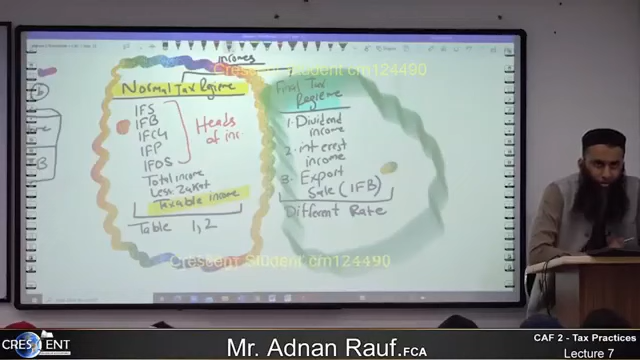 incomes
Crescent Student cm124490
Normal Tax Regime
IFS
IFB
IFCG
IFP
IFOS
Heads
of inc.
Total income
Less Zakat
Taxable income
Table 1,2
Final Tax
Regime
1. Dividend
income
2. interest
income
3. Export
Sale (IFB)
Different Rate
Crescent Student cm124490
CRESCENT
Mr. Adnan Rauf.FCA
CAF 2 - Tax Practices
Lecture 7